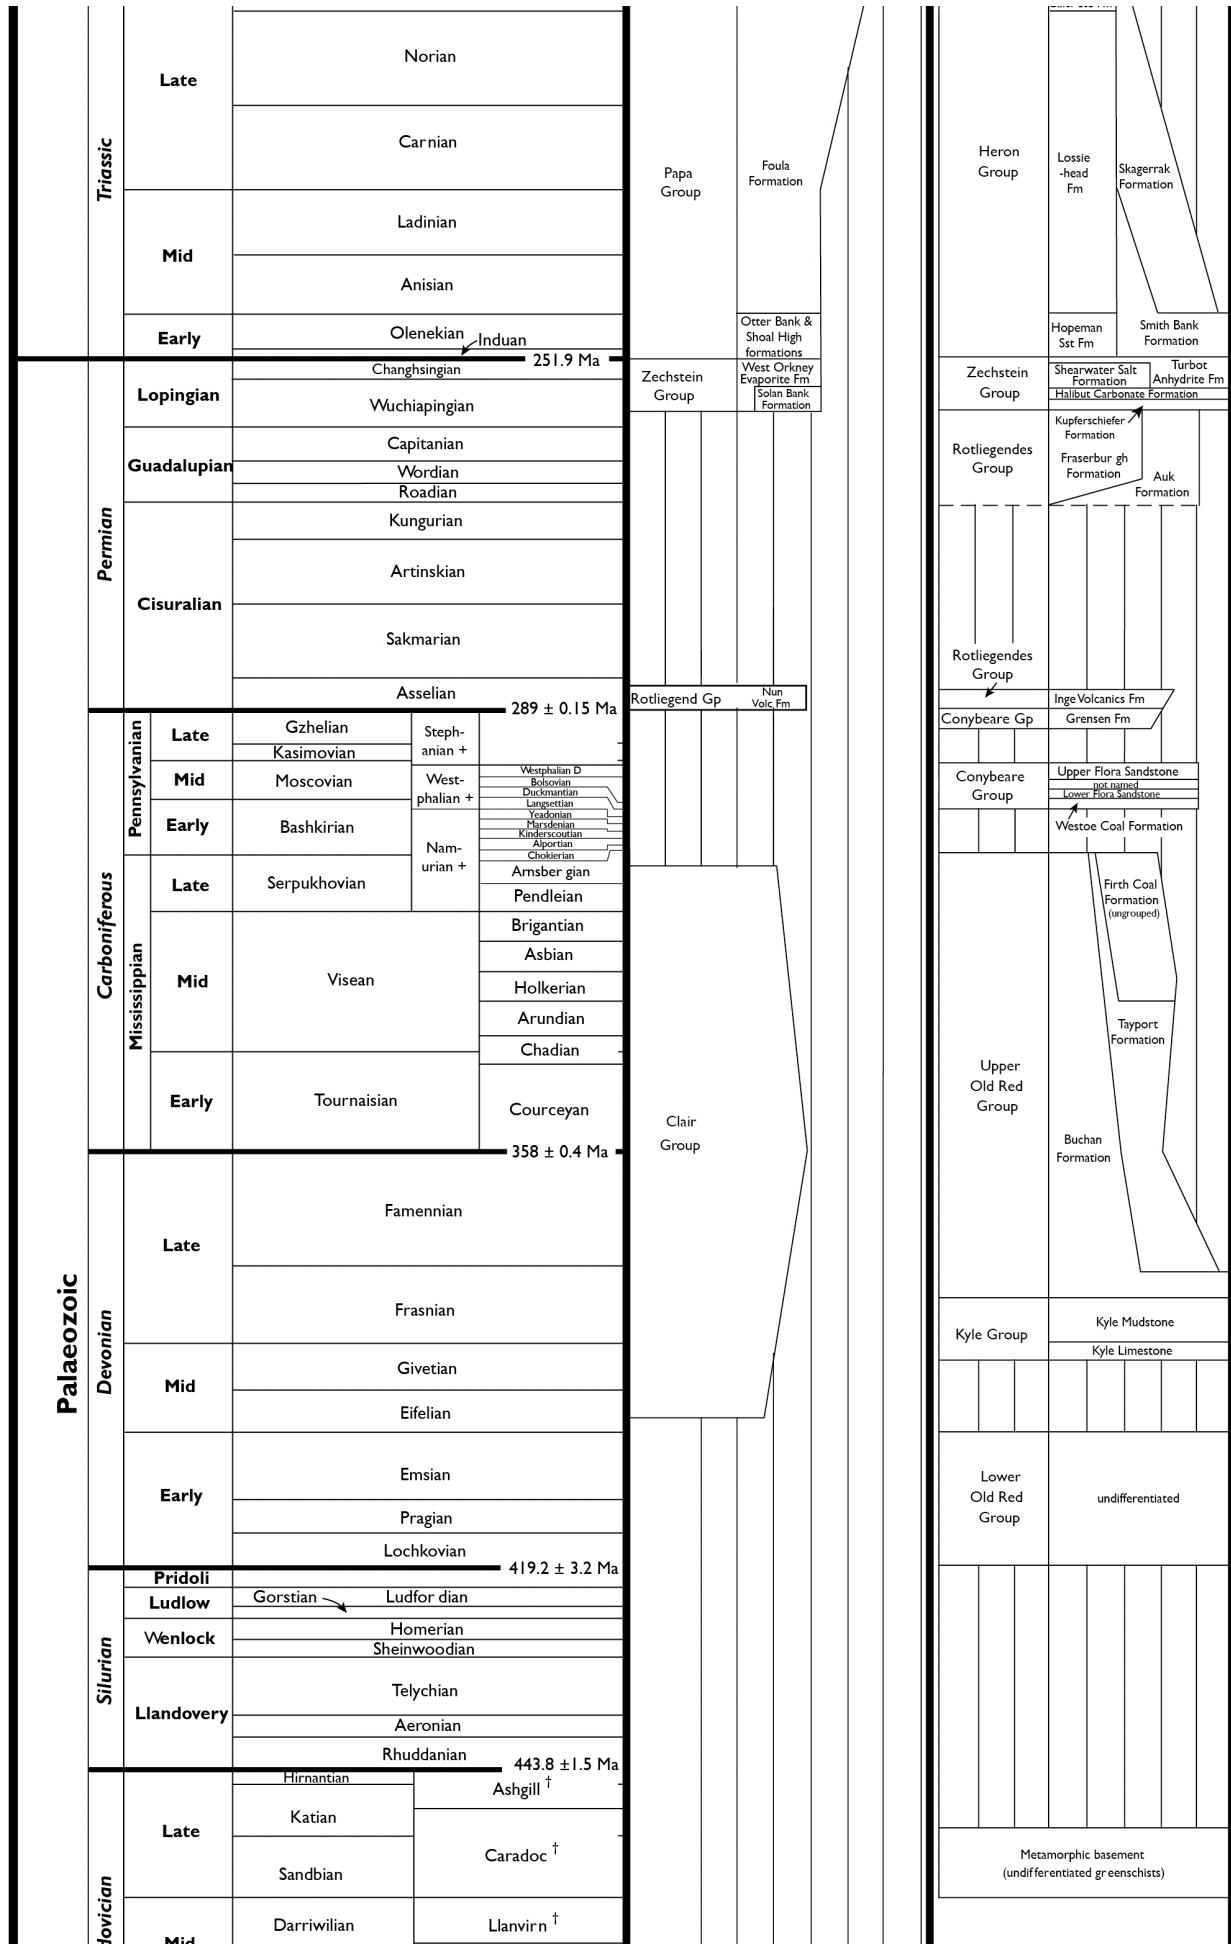 Palaeozoic
Triassic
Late
Norian
Carnian
Mid
Ladinian
Anisian
Early
Olenekian
Induan
251.9 Ma
Permian
Lopingian
Changhsingian
Wuchiapingian
Guadalupian
Capitanian
Wordian
Roadian
Cisuralian
Kungurian
Artinskian
Sakmarian
Asselian
289 ± 0.15 Ma
Carboniferous
Pennsylvanian
Late
Gzhelian
Kasimovian
Mid
Moscovian
Early
Bashkirian
Steph-
anian +
West-
phalian +
Nam-
urian +
Westphalian D
Bolsovian
Duckmantian
Langsettian
Yeadonian
Marsdenian
Kinderscoutian
Alportian
Chokierian
Arnsber gian
Pendleian
Mississippian
Late
Serpukhovian
Mid
Visean
Brigantian
Asbian
Holkerian
Arundian
Chadian
Early
Tournaisian
Courceyan
358 ± 0.4 Ma
Devonian
Late
Famennian
Frasnian
Mid
Givetian
Eifelian
Early
Emsian
Pragian
Lochkovian
419.2 ± 3.2 Ma
Silurian
Pridoli
Ludlow
Gorstian
Ludfor dian
Wenlock
Homerian
Sheinwoodian
Llandovery
Telychian
Aeronian
Rhuddanian
443.8 ±1.5 Ma
Late
Hirnantian
Katian
Sandbian
Ashgill †
Caradoc †
Mid
Darriwilian
Llanvirn †
Papa
Group
Foula
Formation
Otter Bank &
Shoal High
formations
Zechstein
Group
West Orkney
Evaporite Fm
Solan Bank
Formation
Rotliegend Gp
Nun
Volc Fm
Clair
Group
Heron
Group
Lossie
-head
Fm
Skagerrak
Formation
Hopeman
Sst Fm
Smith Bank
Formation
Zechstein
Group
Shearwater Salt
Formation
Turbot
Anhydrite Fm
Halibut Carbonate Formation
Kupferschiefer
Formation
Rotliegendes
Group
Fraserbur gh
Formation
Auk
Formation
Rotliegendes
Group
Inge Volcanics Fm
Conybeare Gp
Grensen Fm
Conybeare
Group
Upper Flora Sandstone
not named
Lower Flora Sandstone
Westoe Coal Formation
Firth Coal
Formation
(ungrouped)
Tayport
Formation
Upper
Old Red
Group
Buchan
Formation
Kyle Group
Kyle Mudstone
Kyle Limestone
Lower
Old Red
Group
undifferentiated
Metamorphic basement
(undifferentiated greenschists)